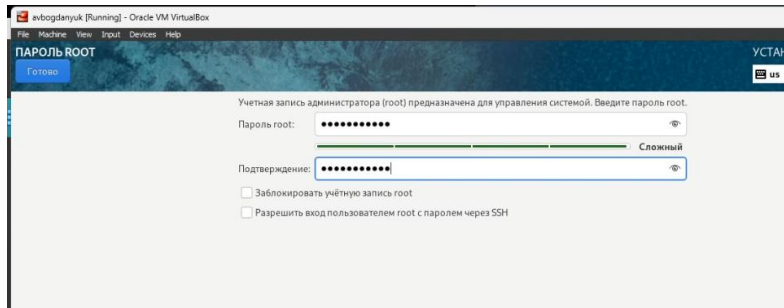 avbogdanyuk [Running] - Oracle VM VirtualBox
File Machine View Input Devices Help
ПАРОЛЬ ROOT
Готово
us
Учетная запись администратора (root) предназначена для управления системой. Введите пароль root.
Пароль root: •••••••••••
Сложный
Подтверждение: •••••••••••
Заблокировать учётную запись root
Разрешить вход пользователем root с паролем через SSH